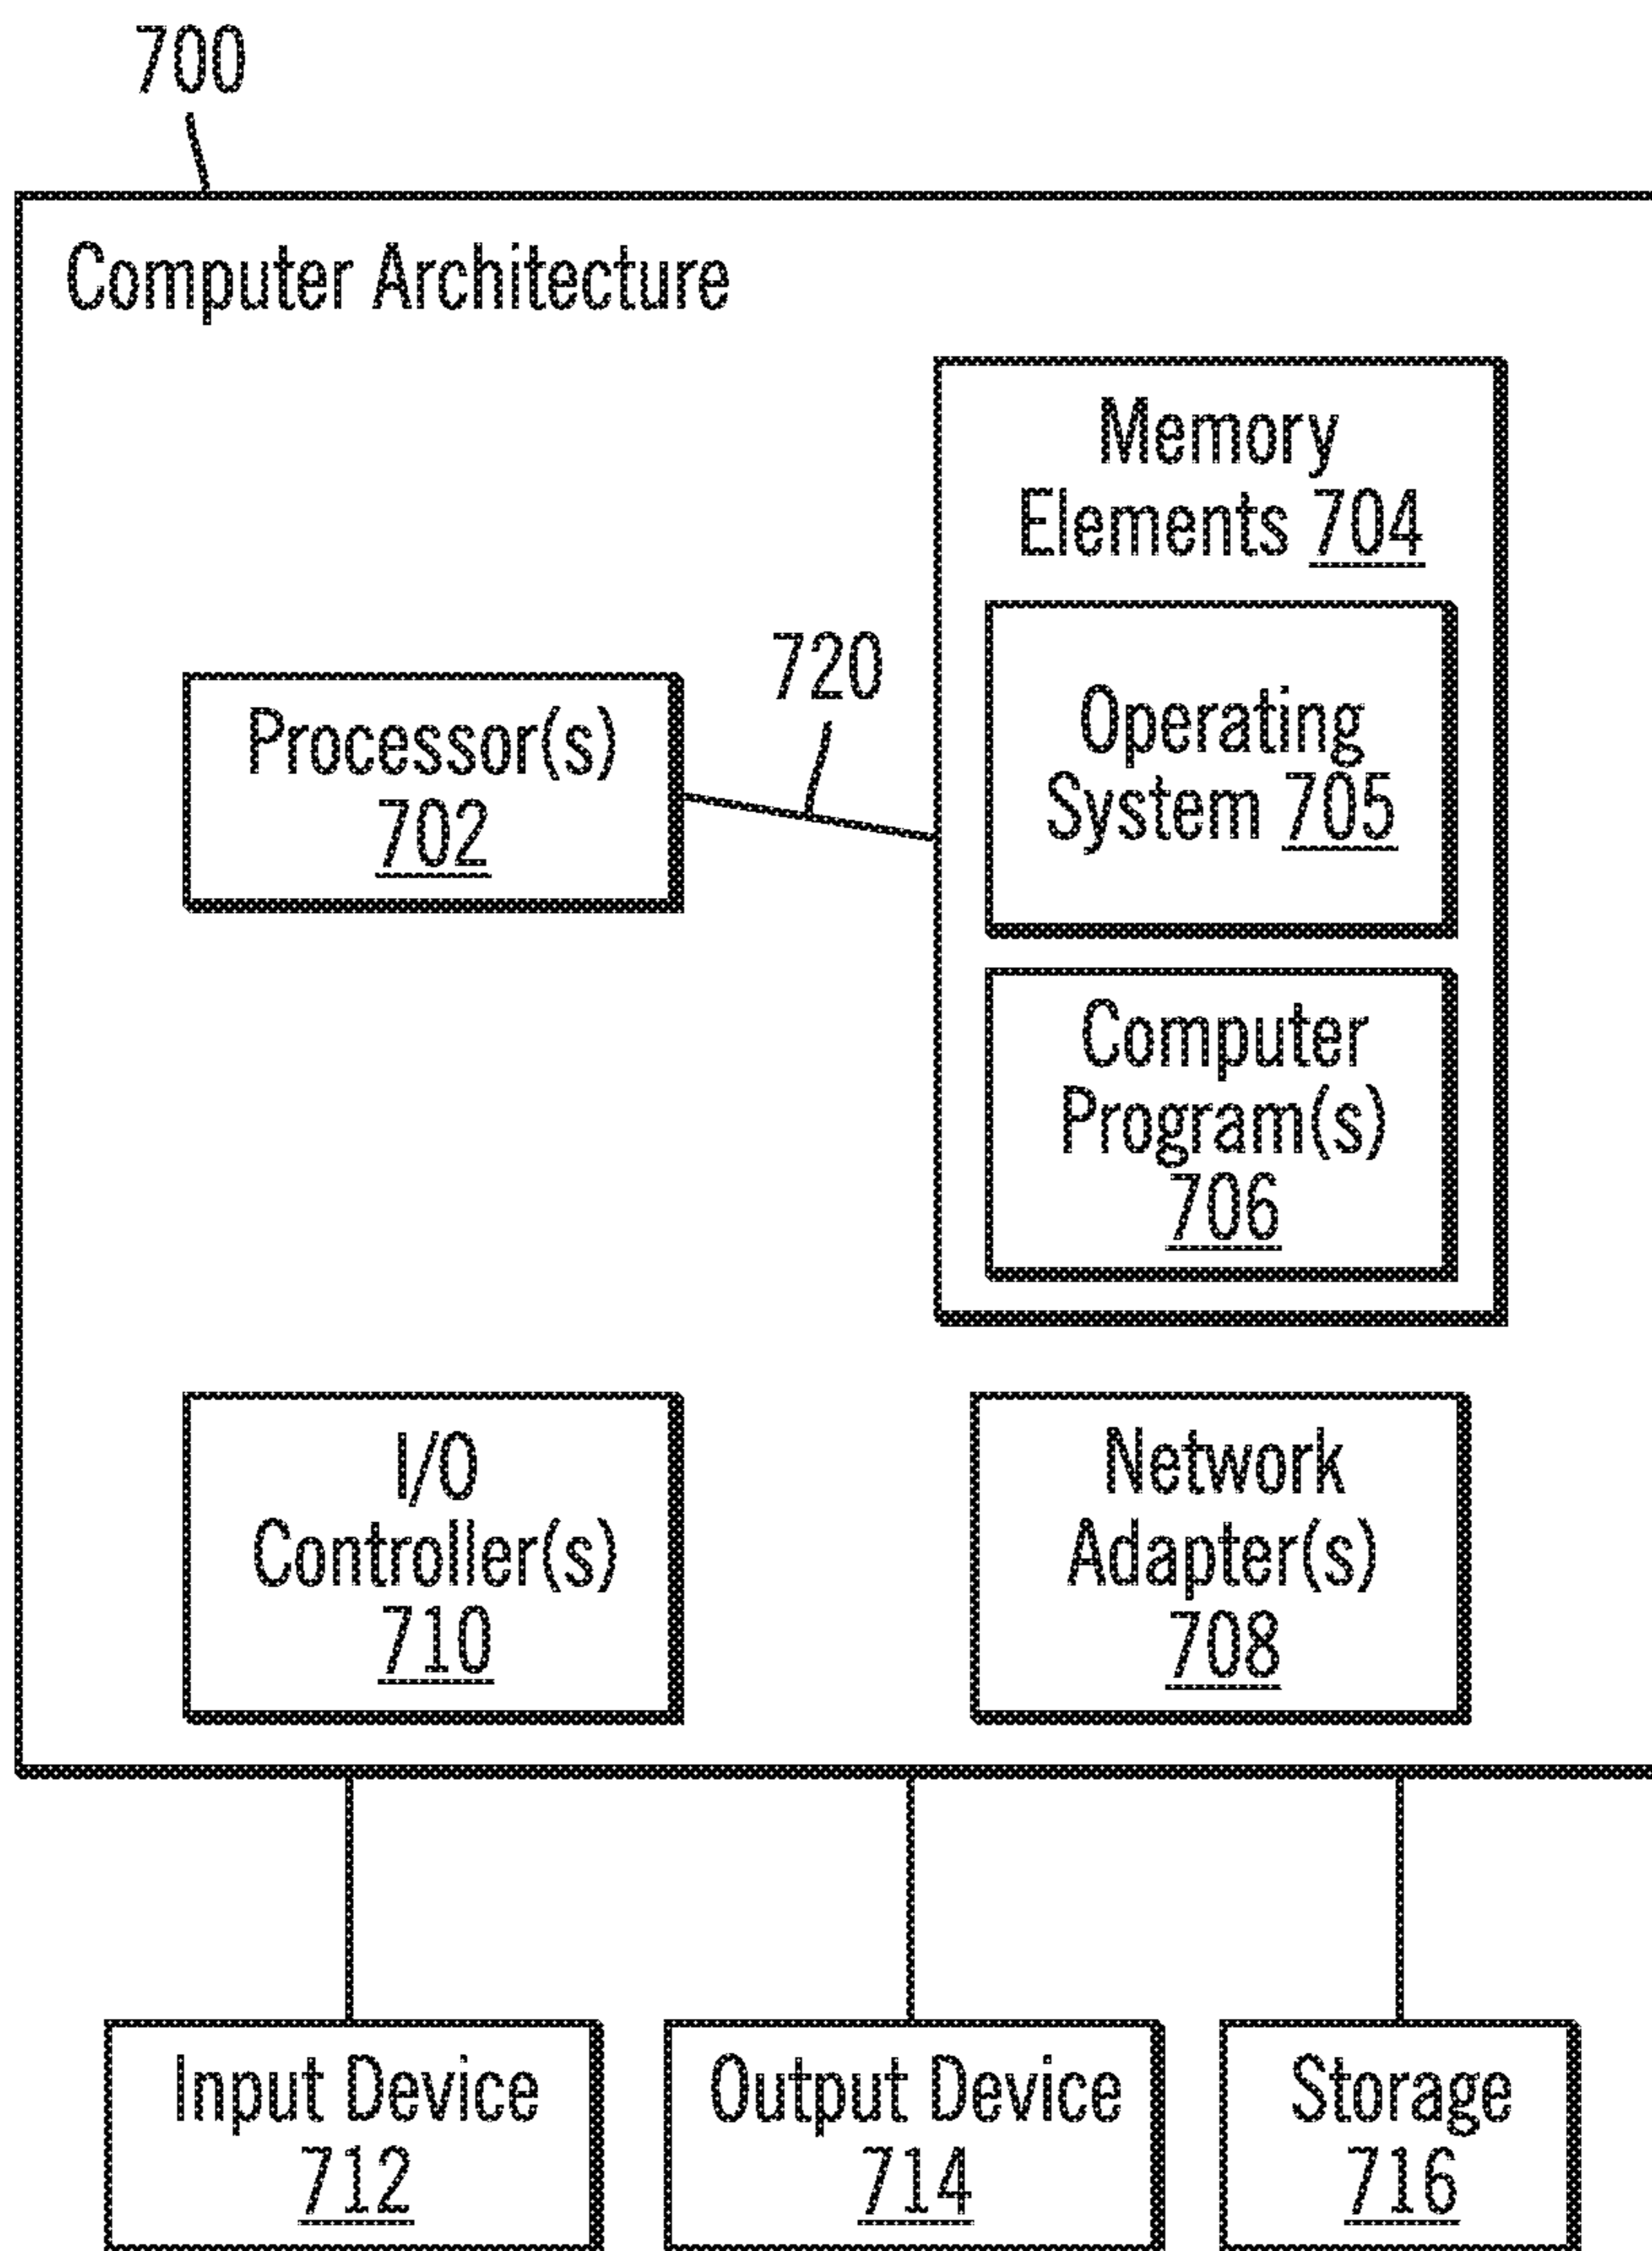 700
Computer Architecture
Memory
Elements 704
Operating
System 705
720
Processor(s)
702
Computer
Program(s)
706
I/O
Controller(s)
710
Network
Adapter(s)
708
Input Device
712
Output Device
714
Storage
716